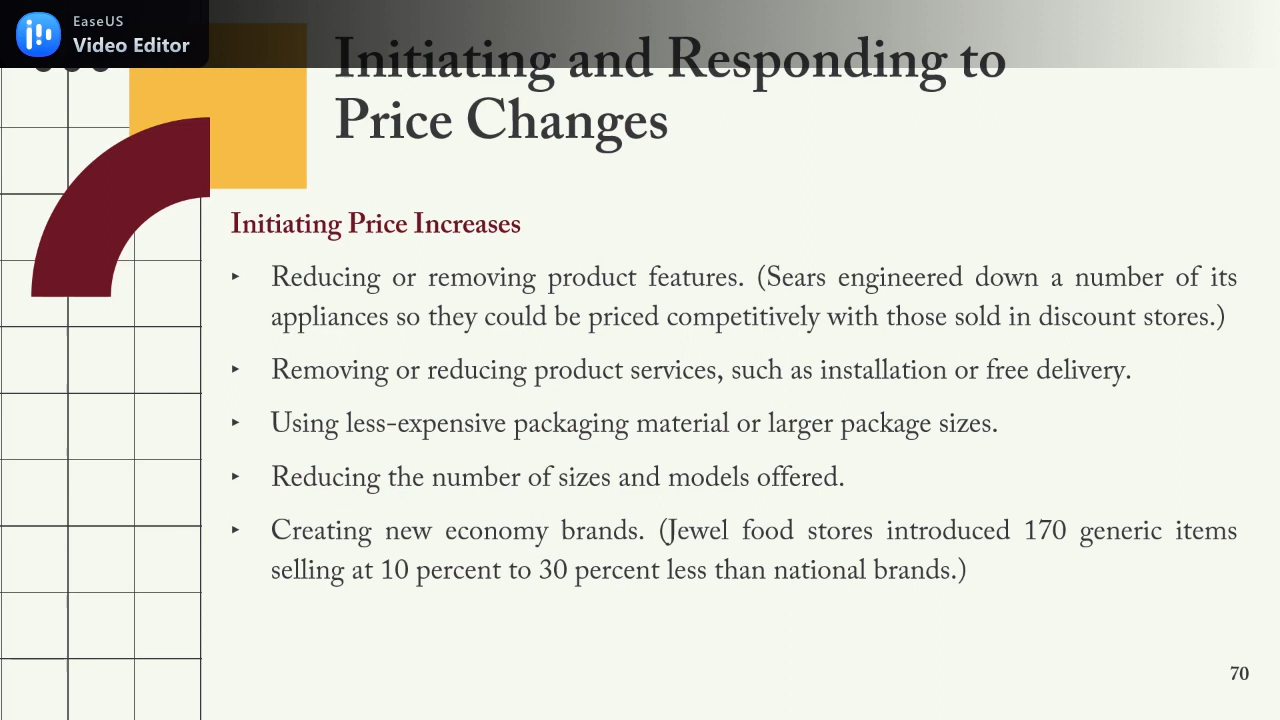 EaseUS
Video Editor
Initiating and Responding to
Price Changes
Initiating Price Increases
‣ Reducing or removing product features. (Sears engineered down a number of its
appliances so they could be priced competitively with those sold in discount stores.)
‣ Removing or reducing product services, such as installation or free delivery.
‣ Using less-expensive packaging material or larger package sizes.
‣ Reducing the number of sizes and models offered.
‣ Creating new economy brands. (Jewel food stores introduced 170 generic items
selling at 10 percent to 30 percent less than national brands.)
70